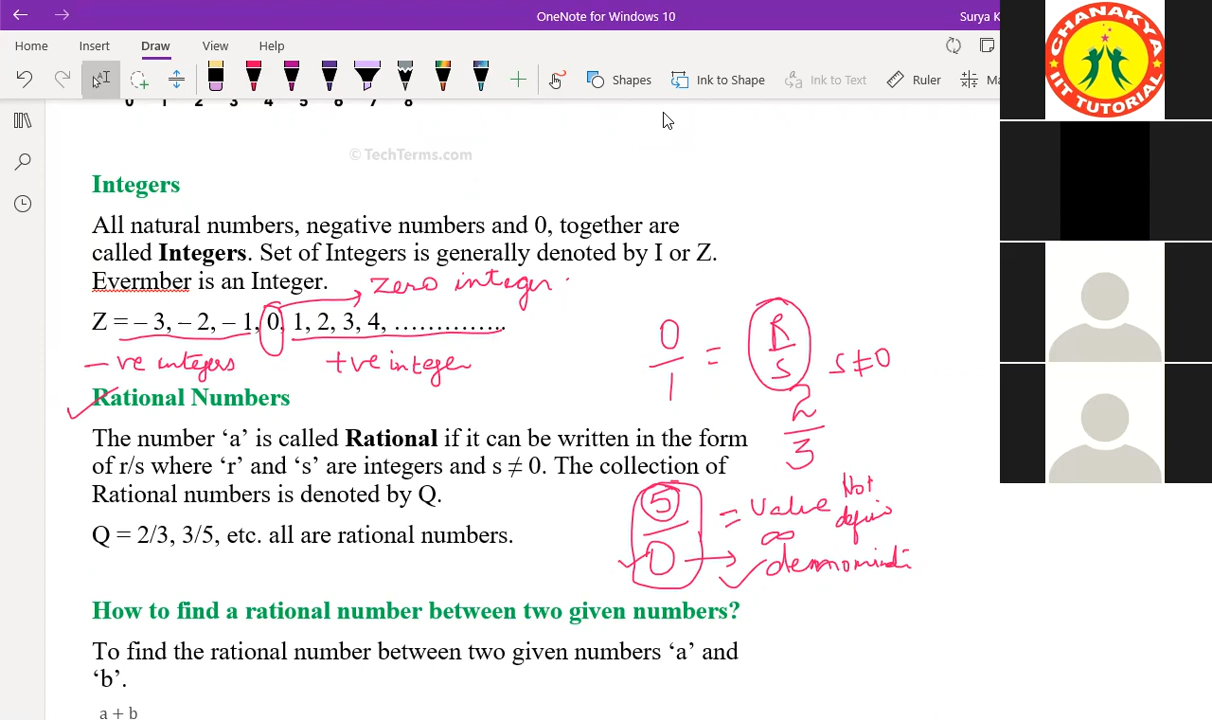 OneNote for Windows 10
Surya K
Home Insert Draw View Help
Shapes Ink to Shape Ink to Text Ruler Ma
0 1 2 3 4 5 6 7 8
© TechTerms.com
Integers
All natural numbers, negative numbers and 0, together are
called Integers. Set of Integers is generally denoted by I or Z.
Evermber is an Integer.
zero integer
Z = – 3, – 2, – 1, 0, 1, 2, 3, 4, …………..
– ve integers
+ve integer
0/1 = R/s s ≠ 0
2/3
Rational Numbers
The number ‘a’ is called Rational if it can be written in the form
of r/s where ‘r’ and ‘s’ are integers and s ≠ 0. The collection of
Rational numbers is denoted by Q.
5/0 = value Not
∞
Q = 2/3, 3/5, etc. all are rational numbers.
How to find a rational number between two given numbers?
To find the rational number between two given numbers ‘a’ and
‘b’.
a + b
CHANAKYA
IIT TUTORIAL